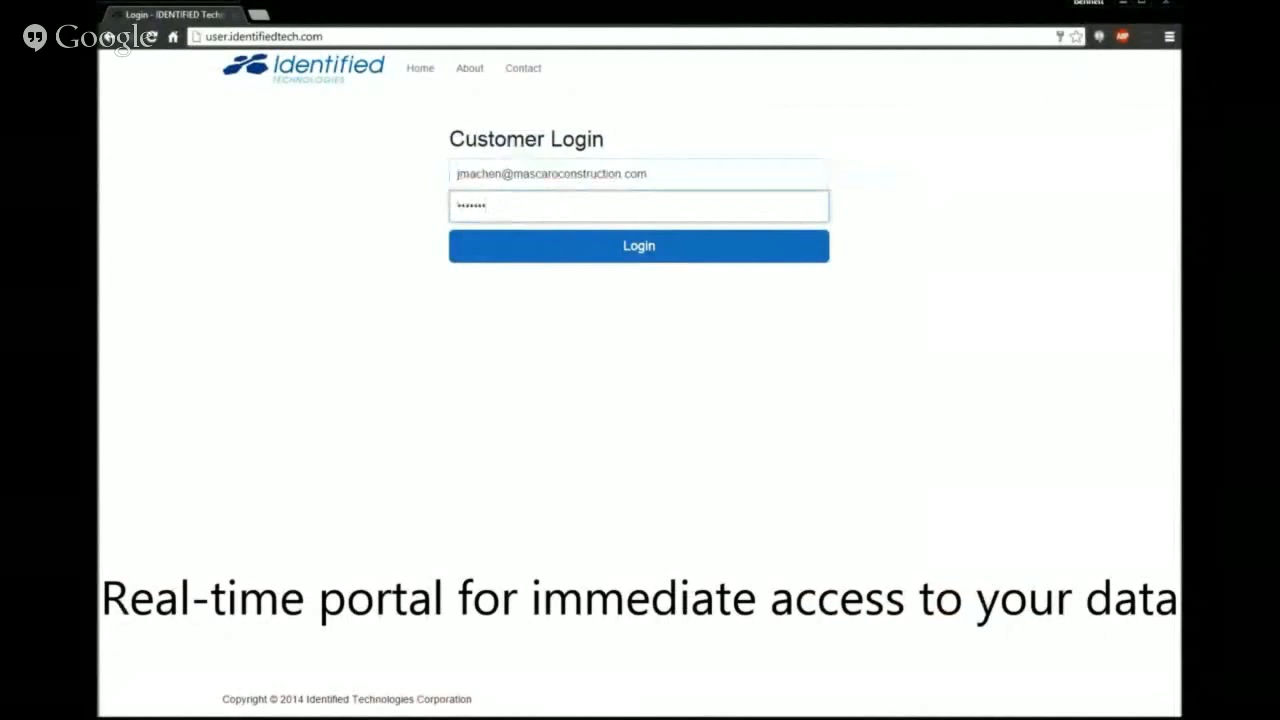 Login - IDENTIFIED Techn
Google
user.identifiedtech.com
Identified
TECHNOLOGIES
Home About Contact
Customer Login
jmachen@mascaroconstruction.com
•••••••
Login
Real-time portal for immediate access to your data
Copyright © 2014 Identified Technologies Corporation